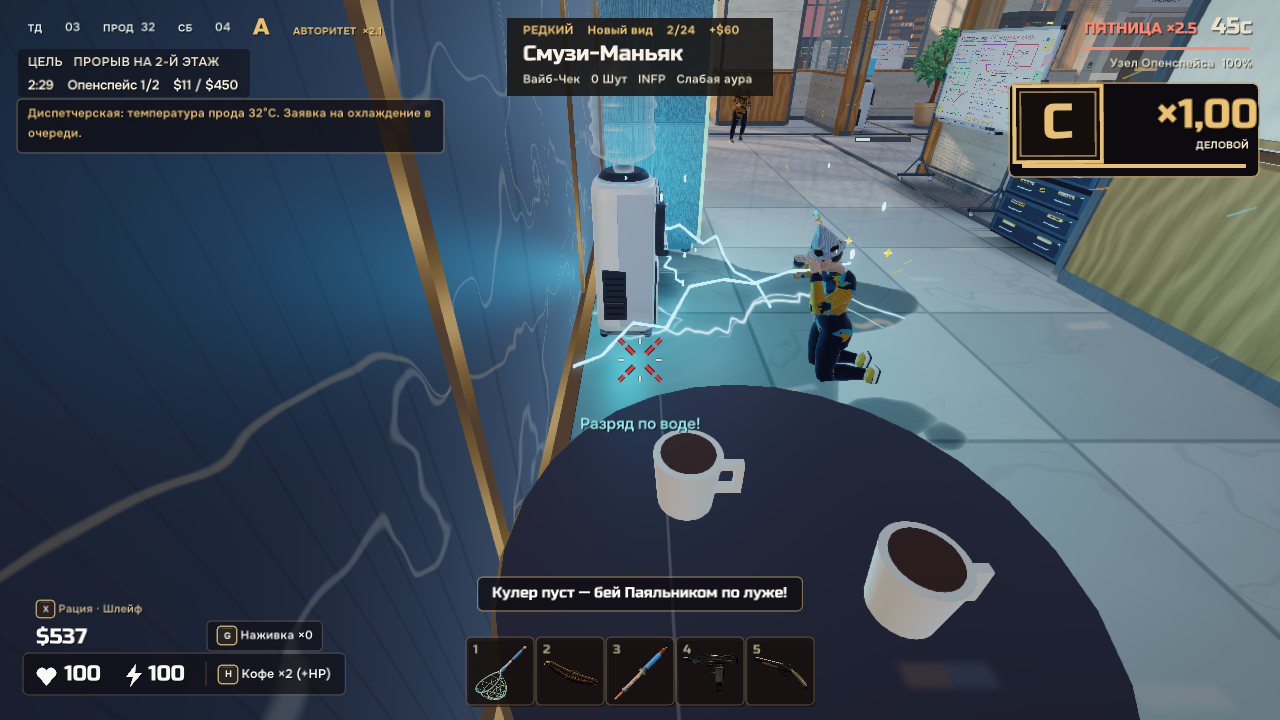 ТД 03 ПРОД 32 СБ 04 A АВТОРИТЕТ ×2.1
ЦЕЛЬ ПРОРЫВ НА 2-Й ЭТАЖ
2:29 Опенспейс 1/2 $11 / $450
Диспетчерская: температура прода 32°C. Заявка на охлаждение в
очереди.
РЕДКИЙ Новый вид 2/24 +$60
Смузи-Маньяк
Вайб-Чек 0 Шут INFP Слабая аура
ПЯТНИЦА ×2.5 45с
Узел Опенспейса 100%
C ×1,00
ДЕЛОВОЙ
Разряд по воде!
Кулер пуст — бей Паяльником по луже!
X Рация · Шлейф
$537
G Наживка ×0
100 100 H Кофе ×2 (+HP)
1 2 3 4 5